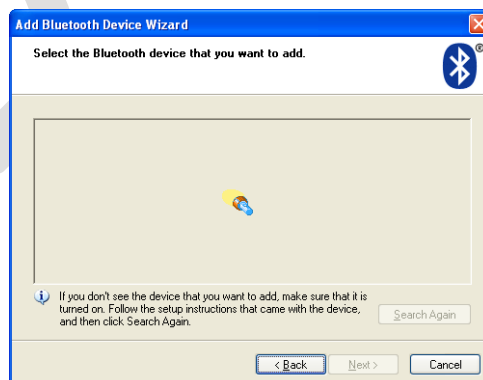 Add Bluetooth Device Wizard
Select the Bluetooth device that you want to add.
®
If you don't see the device that you want to add, make sure that it is
turned on. Follow the setup instructions that came with the device,
and then click Search Again.
Search Again
< Back
Next >
Cancel